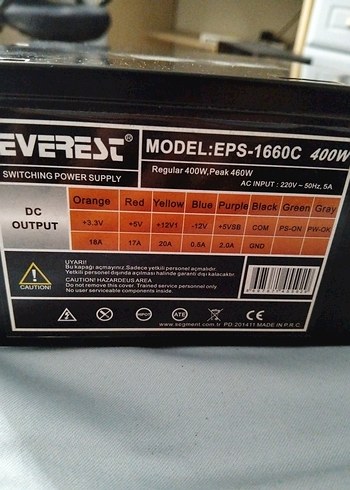 EVEREST®
SWITCHING POWER SUPPLY
MODEL:EPS-1660C 400W
Regular 400W,Peak 460W
AC INPUT : 220V ~ 50Hz, 5A
DC OUTPUT
Orange Red Yellow Blue Purple Black Green Gray
+3.3V +5V +12V1 -12V +5VSB COM PS-ON PW-OK
18A 17A 20A 0.6A 2.0A GND
UYARI!
Bu kapağı açmayınız.Sadece yetkili personel açmalıdır.
Yetkili personel dışında açılması halinde garanti dışı kalacaktır.
CAUTION! HAZARDEUS AREA
Do not remove this cover. Trained service personnel only
No user serviceable components inside.
CAUTION!
ATE
CE
www.segment.com.tr PD:201411 MADE IN P.R.C